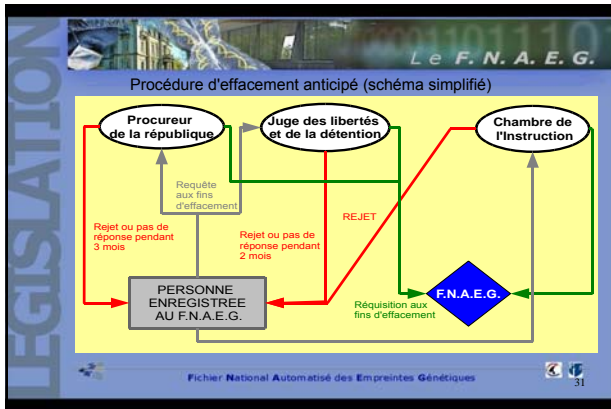 LEGISLATION
Le F. N. A. E. G.
Procédure d'effacement anticipé (schéma simplifié)
Procureur
de la république
Juge des libertés
et de la détention
Chambre de
l'Instruction
Requête
aux fins
d'effacement
Rejet ou pas de
réponse pendant
3 mois
Rejet ou pas de
réponse pendant
2 mois
REJET
PERSONNE
ENREGISTREE
AU F.N.A.E.G.
F.N.A.E.G.
Réquisition aux
fins d'effacement
Fichier National Automatisé des Empreintes Génétiques
31